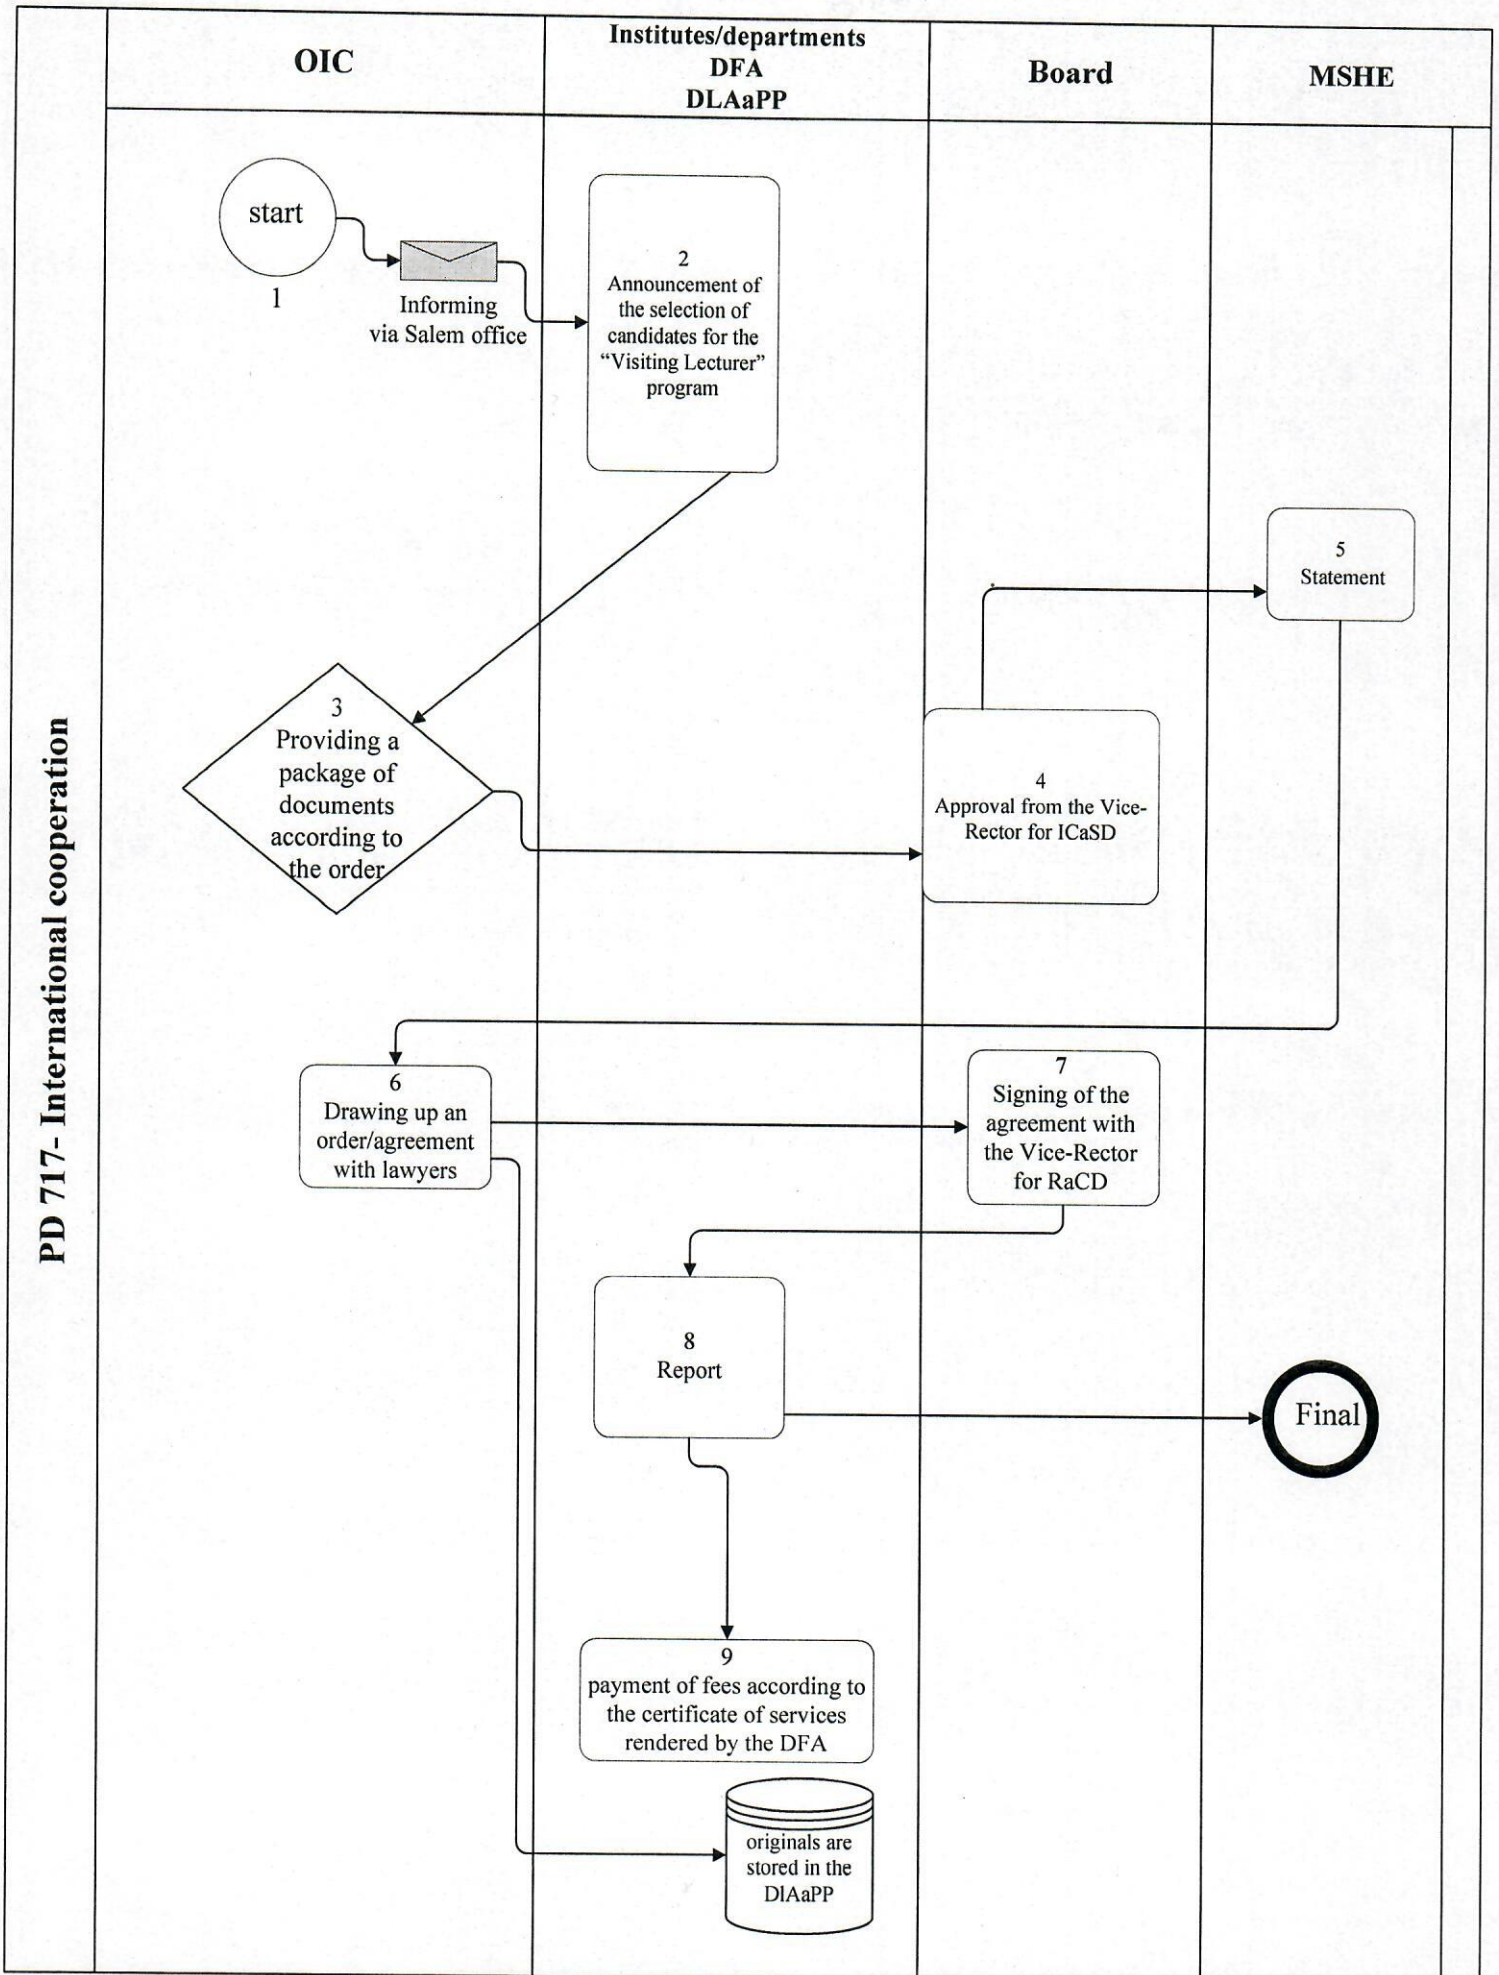 PD 717- International cooperation
OIC
Institutes/departments
DFA
DLAaPP
Board
MSHE
start
1
Informing
via Salem office
2
Announcement of
the selection of
candidates for the
“Visiting Lecturer”
program
3
Providing a
package of
documents
according to
the order
4
Approval from the Vice-
Rector for ICaSD
5
Statement
6
Drawing up an
order/agreement
with lawyers
7
Signing of the
agreement with
the Vice-Rector
for RaCD
8
Report
Final
9
payment of fees according to
the certificate of services
rendered by the DFA
originals are
stored in the
DlAaPP